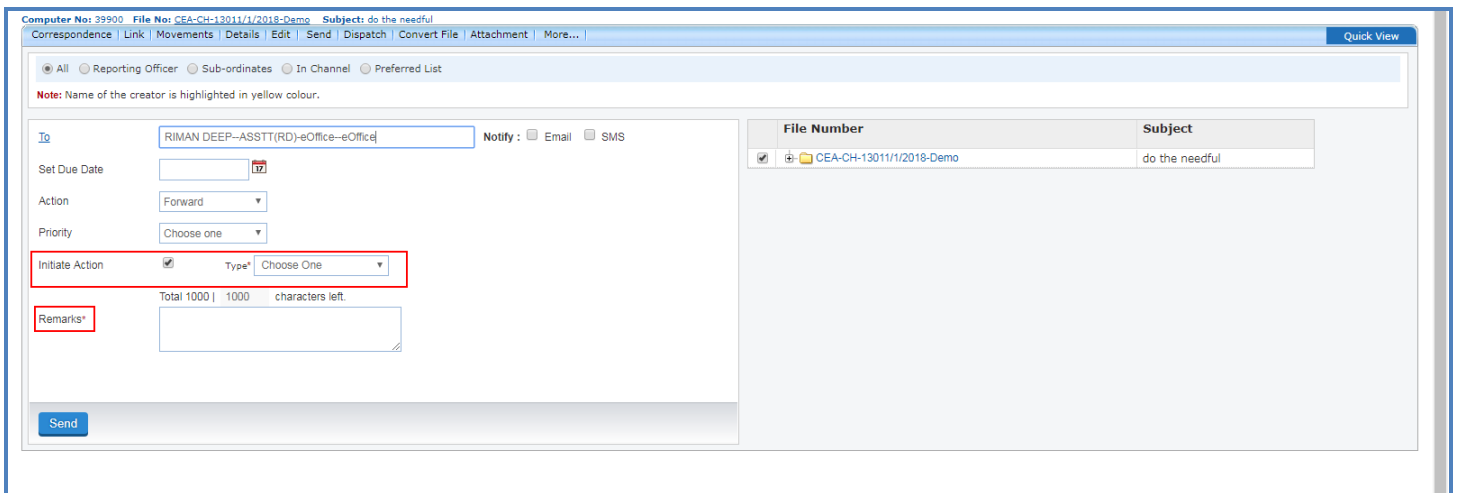 Computer No: 39900 File No: CEA-CH-13011/1/2018-Demo Subject: do the needful
Correspondence | Link | Movements | Details | Edit | Send | Dispatch | Convert File | Attachment | More... |
Quick View
All Reporting Officer Sub-ordinates In Channel Preferred List
Note: Name of the creator is highlighted in yellow colour.
To RIMAN DEEP--ASSTT(RD)-eOffice--eOffice Notify : Email SMS
Set Due Date 17
Action Forward
Priority Choose one
Initiate Action Type* Choose One
Total 1000 | 1000 characters left.
Remarks*
Send
File Number Subject
CEA-CH-13011/1/2018-Demo do the needful